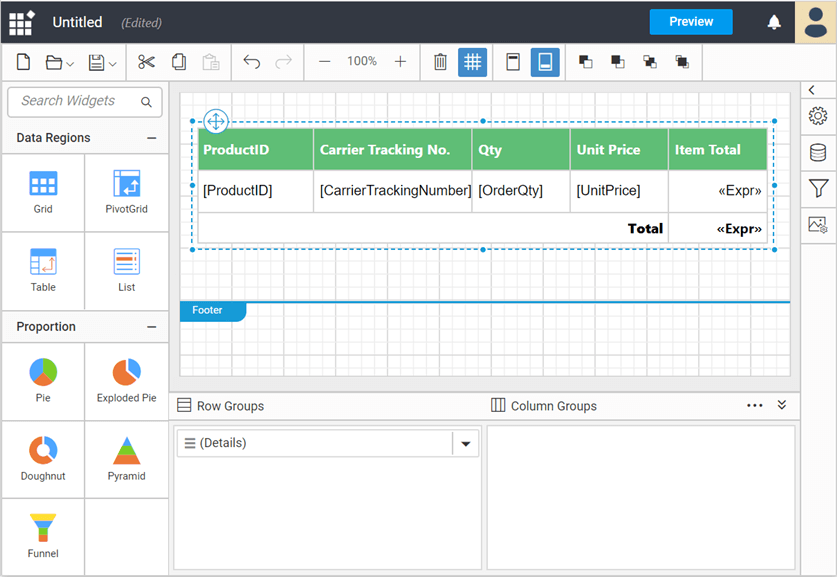 Untitled (Edited) Preview
100%
Search Widgets
Data Regions
Grid PivotGrid
Table List
Proportion
Pie Exploded Pie
Doughnut Pyramid
Funnel
ProductID Carrier Tracking No. Qty Unit Price Item Total
[ProductID] [CarrierTrackingNumber] [OrderQty] [UnitPrice] «Expr»
Total «Expr»
Footer
Row Groups Column Groups
(Details)